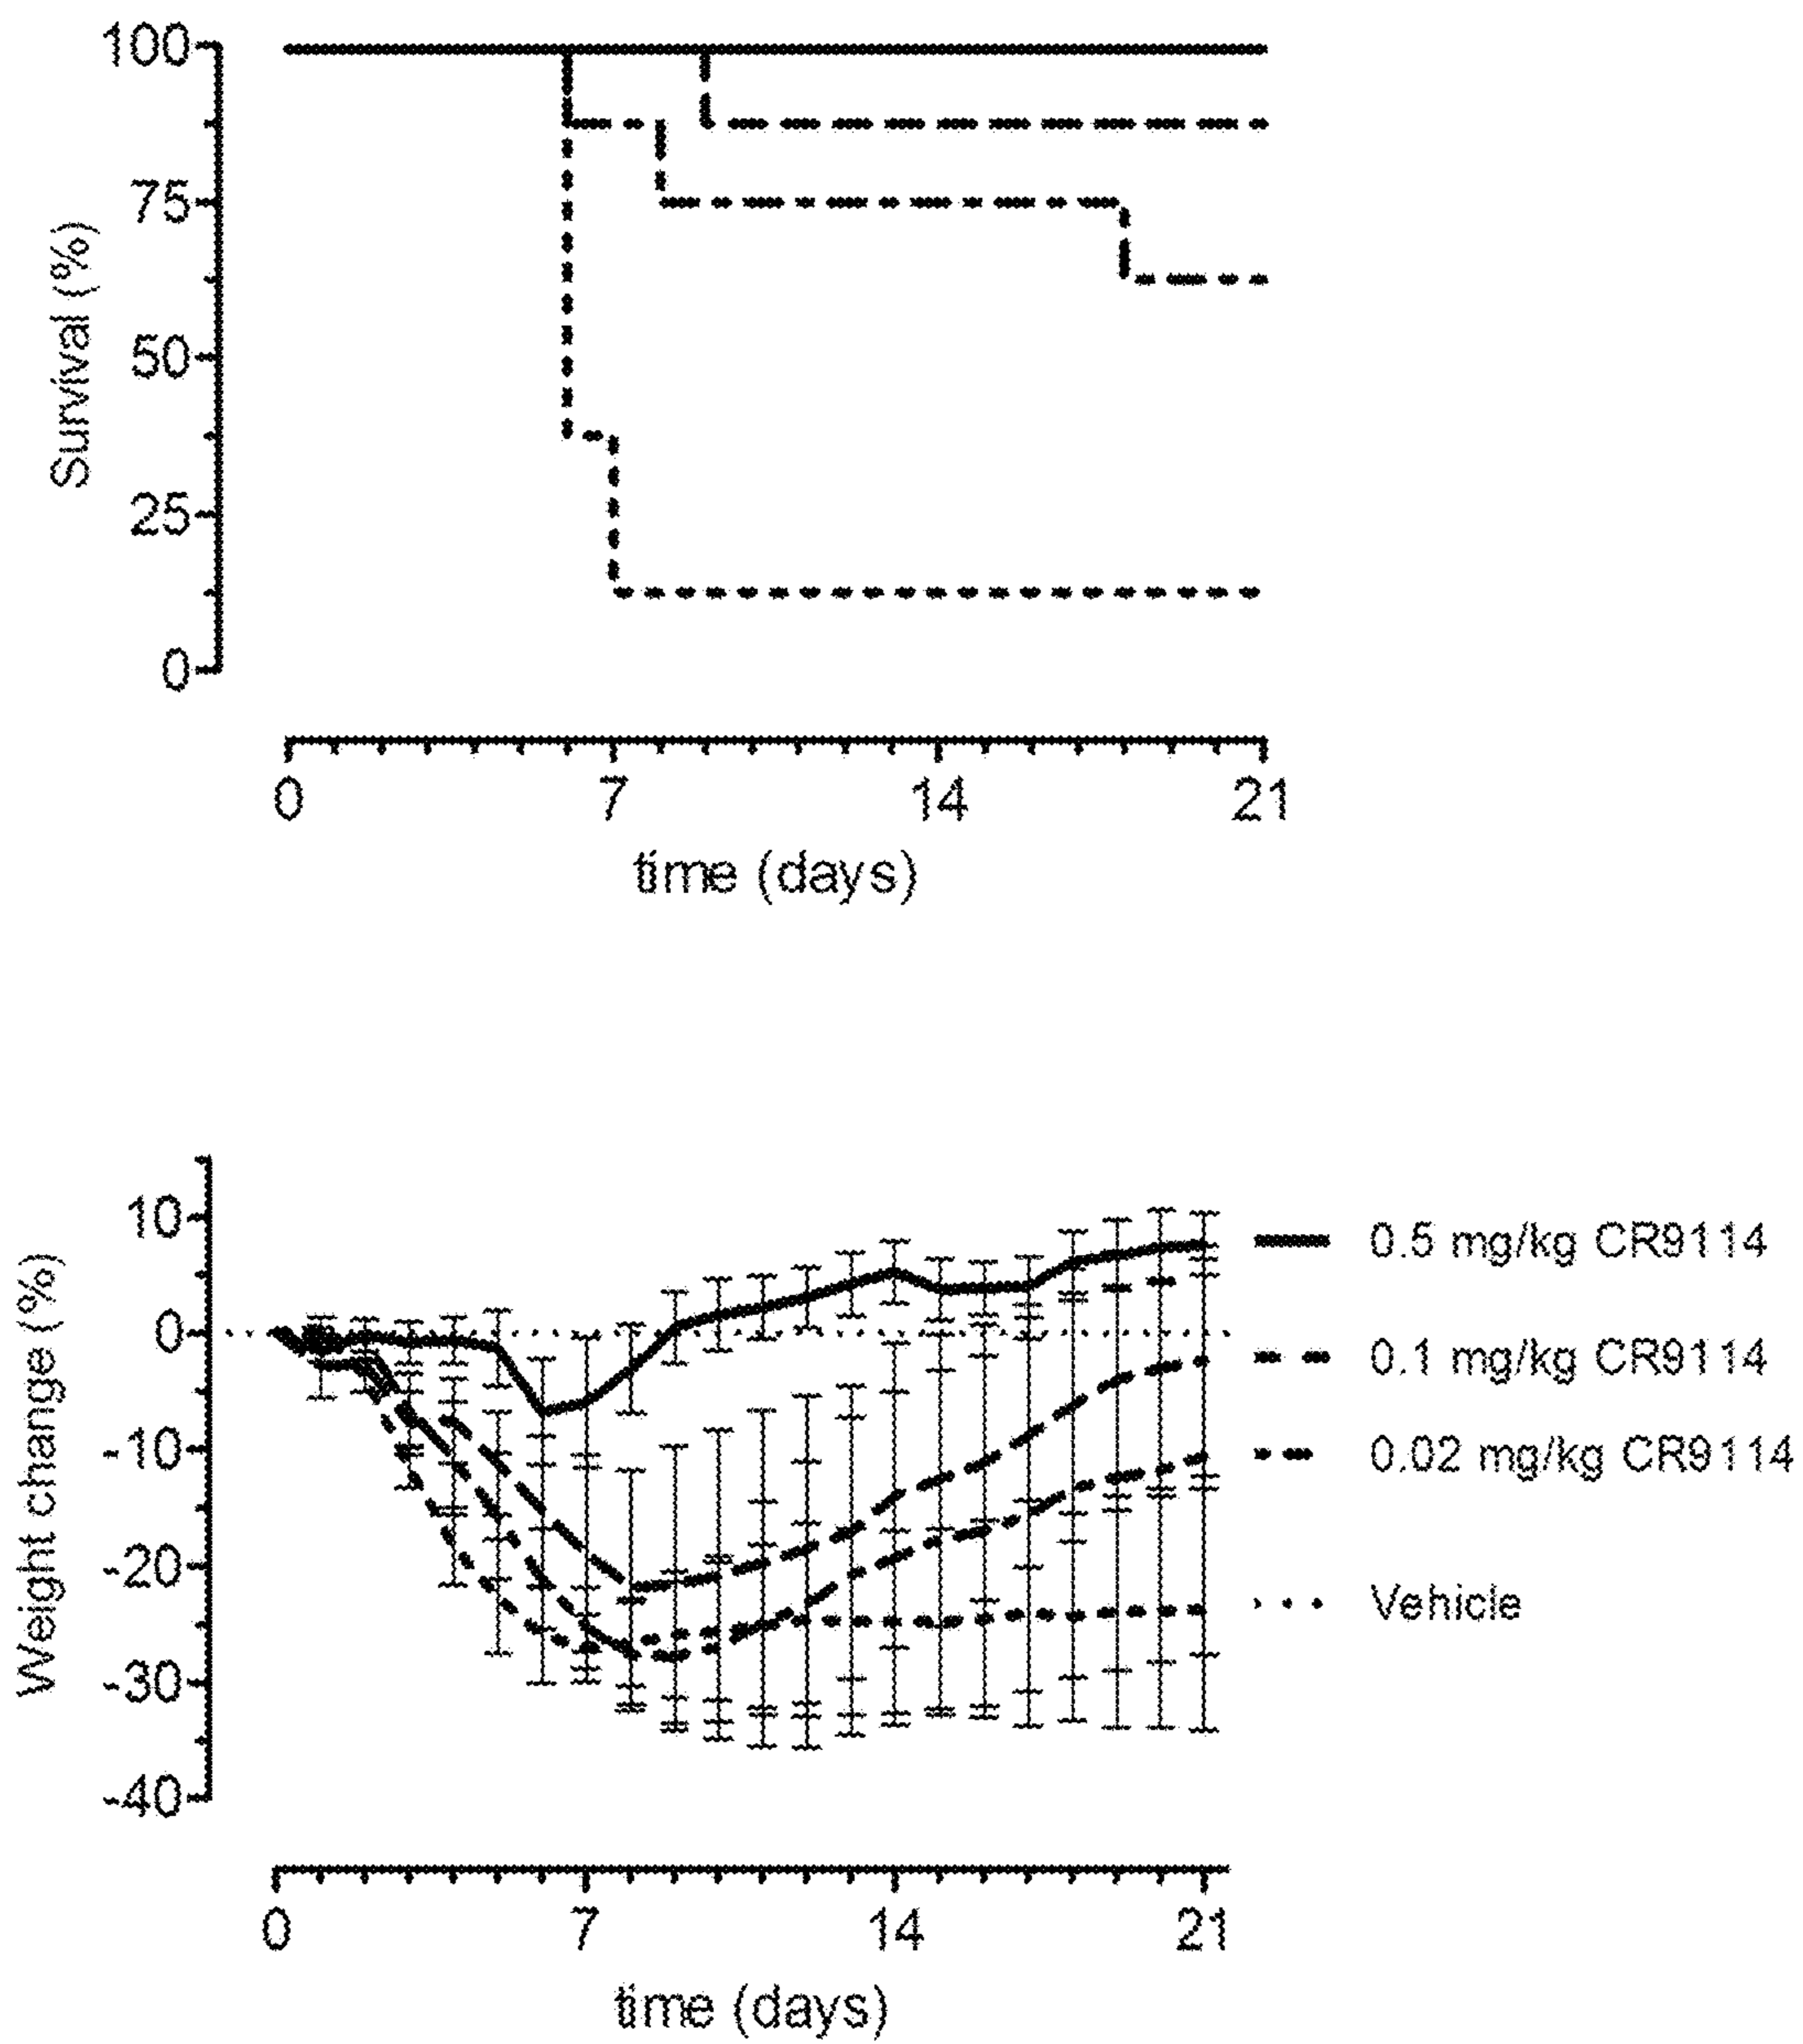 100
75
50
25
0
Survival (%)
0 7 14 21
time (days)
10
0
-10
-20
-30
-40
Weight change (%)
0.5 mg/kg CR9114
0.1 mg/kg CR9114
0.02 mg/kg CR9114
Vehicle
0 7 14 21
time (days)